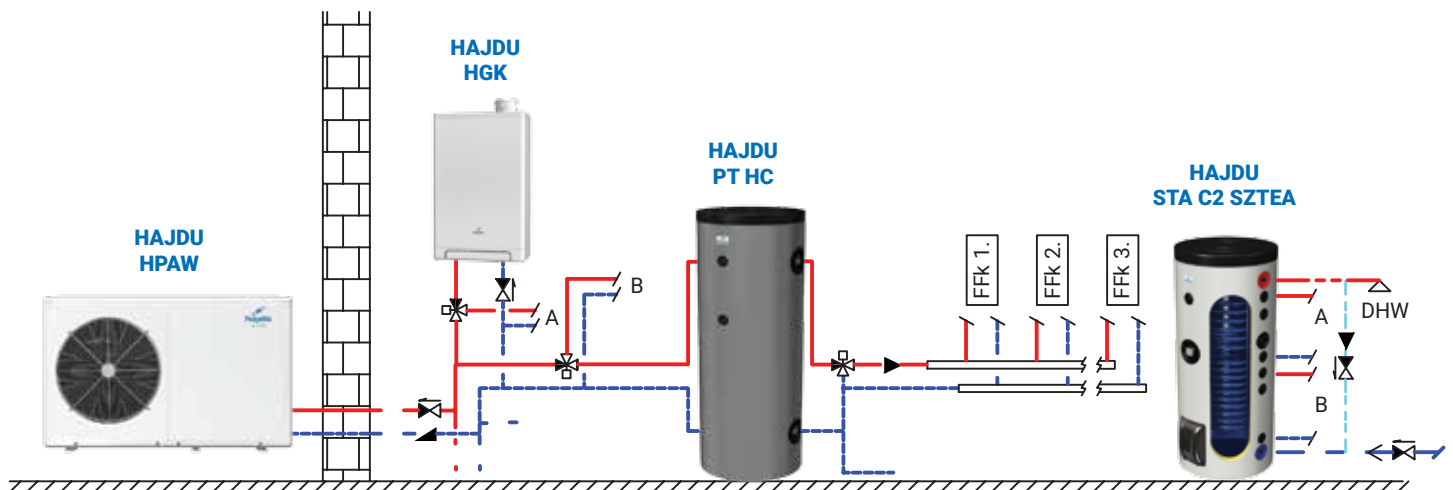 HAJDU
HPAW
HAJDU
HGK
A
B
HAJDU
PT HC
FFk 1.
FFk 2.
FFk 3.
HAJDU
STA C2 SZTEA
A
B
DHW